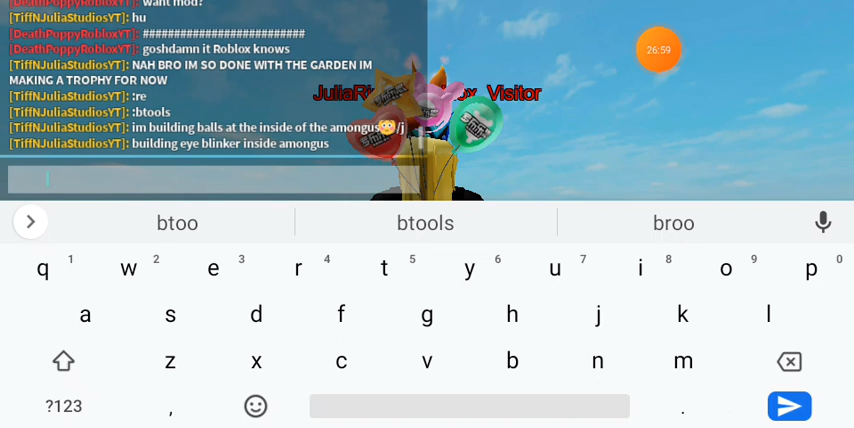 [DeathPoppyRobloxYT]: want mod?
[TiffNJuliaStudiosYT]: hu
[DeathPoppyRobloxYT]: ##########################
[DeathPoppyRobloxYT]: goshdamn it Roblox knows
[TiffNJuliaStudiosYT]: NAH BRO IM SO DONE WITH THE GARDEN IM
MAKING A TROPHY FOR NOW
[TiffNJuliaStudiosYT]: :re
[TiffNJuliaStudiosYT]: :btools
[TiffNJuliaStudiosYT]: im building balls at the inside of the amongus😳/j
[TiffNJuliaStudiosYT]: building eye blinker inside amongus
26:59
Visitor
btoo btools broo
q 1 w 2 e 3 r 4 t 5 y 6 u 7 i 8 o 9 p 0
a s d f g h j k l
z x c v b n m
?123 , .